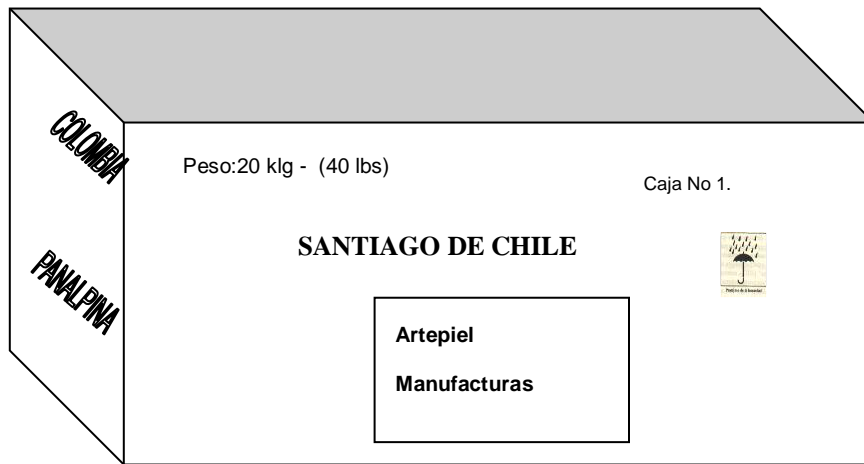 COLOMBIA
PANALPINA
Peso:20 klg - (40 lbs)
Caja No 1.
SANTIAGO DE CHILE
Artepiel
Manufacturas